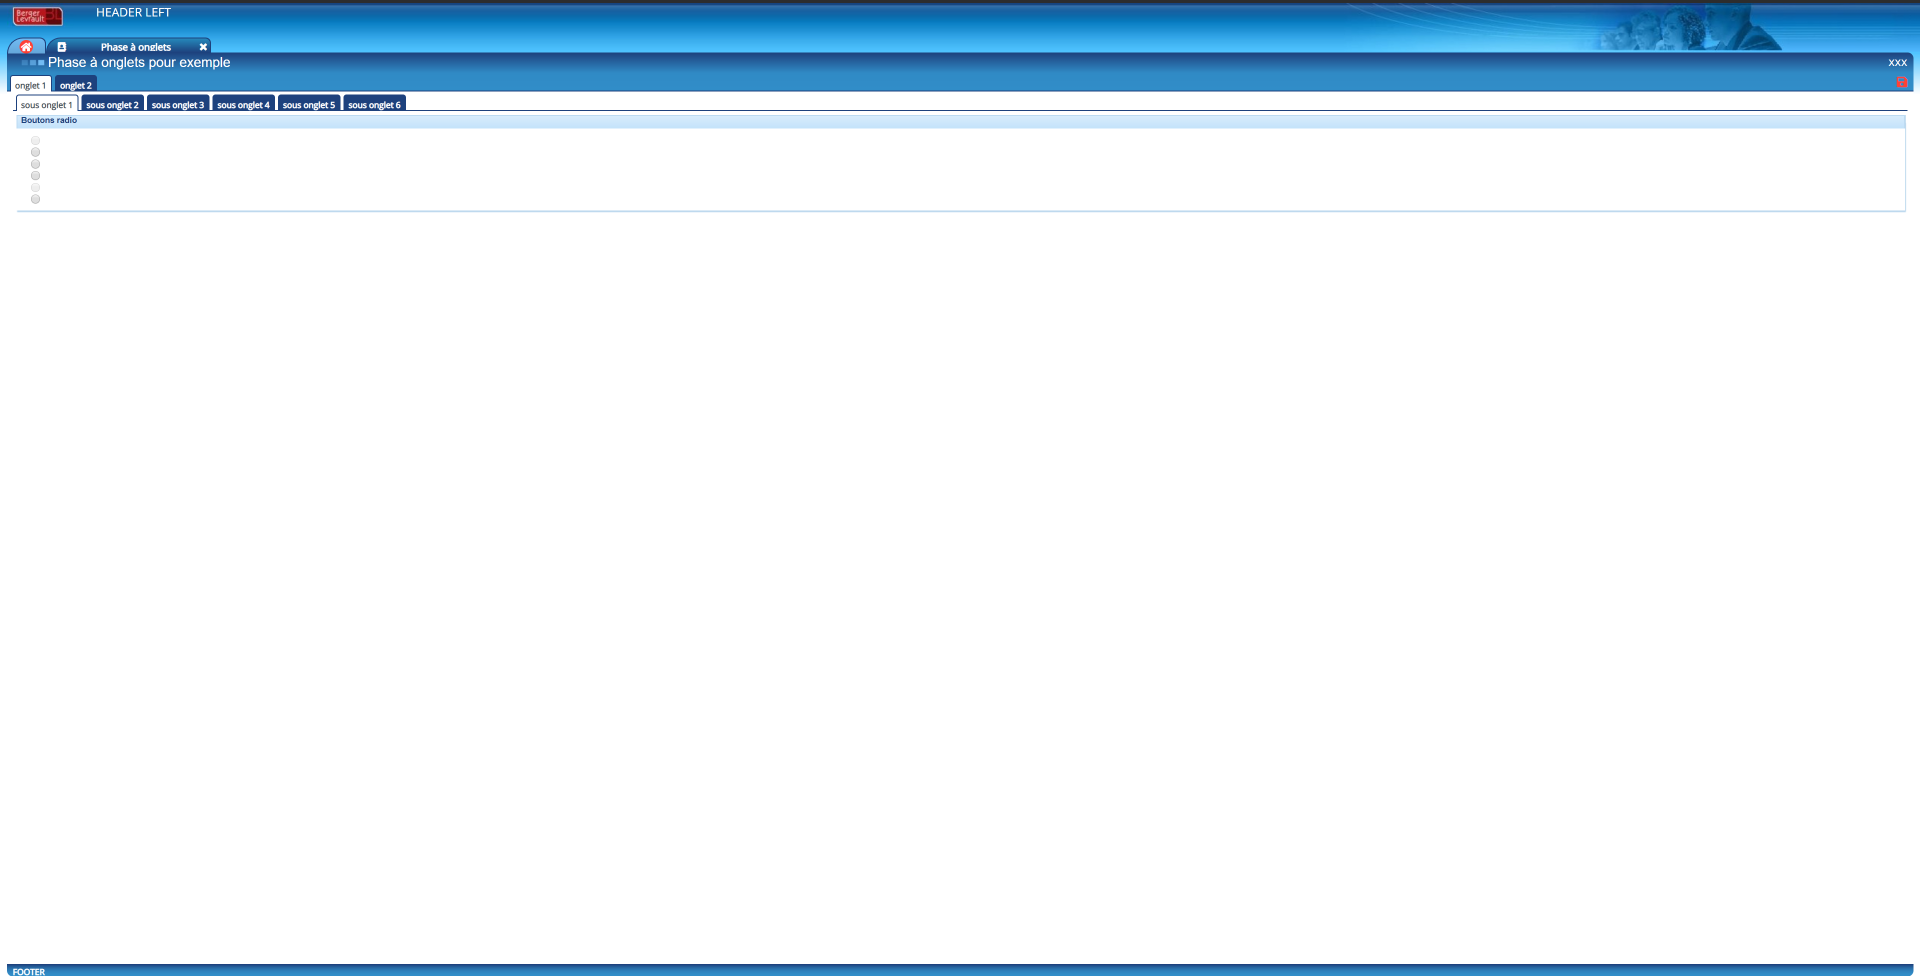 Berger
Levrault
HEADER LEFT
Phase à onglets
Phase à onglets pour exemple
XXX
onglet 1 onglet 2
sous onglet 1 sous onglet 2 sous onglet 3 sous onglet 4 sous onglet 5 sous onglet 6
Boutons radio
FOOTER